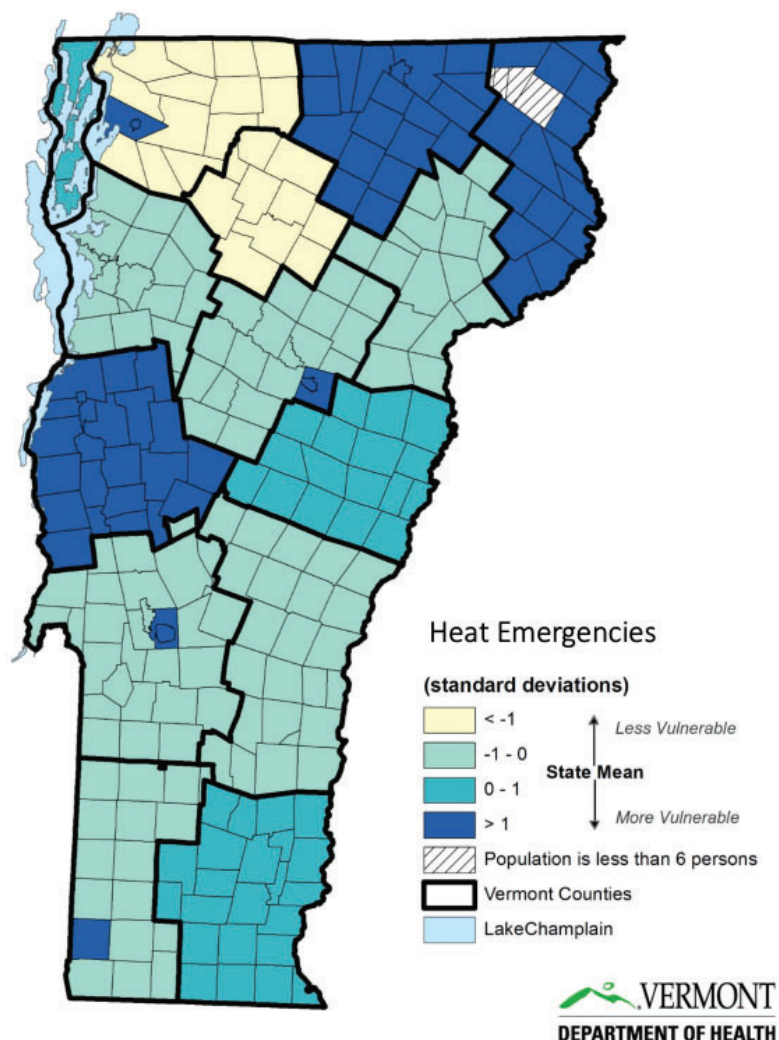 Heat Emergencies
(standard deviations)
< -1
-1 - 0
0 - 1
> 1
Less Vulnerable
State Mean
More Vulnerable
Population is less than 6 persons
Vermont Counties
LakeChamplain
VERMONT
DEPARTMENT OF HEALTH